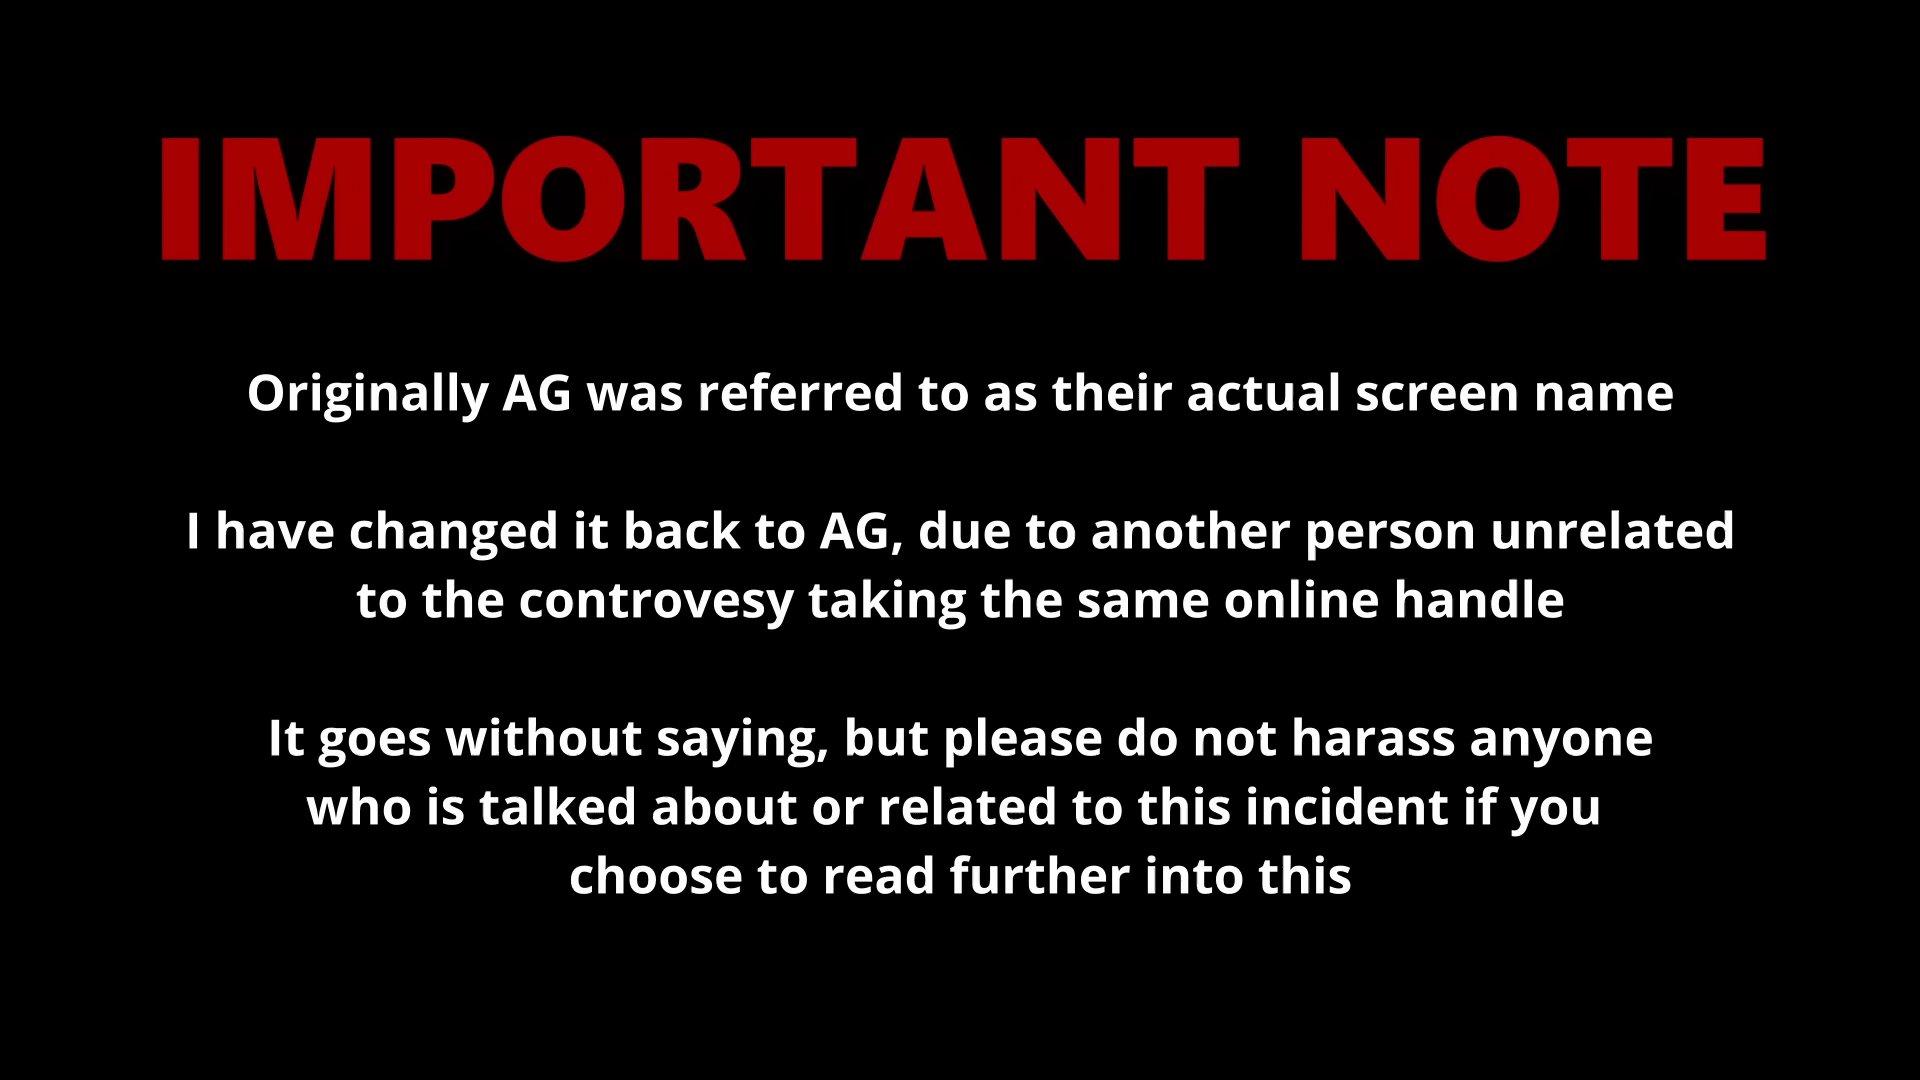 IMPORTANT NOTE
Originally AG was referred to as their actual screen name
I have changed it back to AG, due to another person unrelated
to the controvesy taking the same online handle
It goes without saying, but please do not harass anyone
who is talked about or related to this incident if you
choose to read further into this